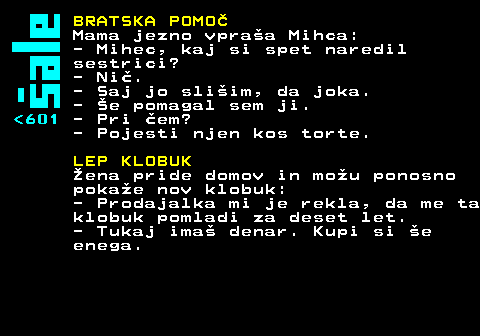 Šale
<601
BRATSKA POMOČ
Mama jezno vpraša Mihca:
- Mihec, kaj si spet naredil
sestrici?
- Nič.
- Saj jo slišim, da joka.
- Še pomagal sem ji.
- Pri čem?
- Pojesti njen kos torte.
LEP KLOBUK
Žena pride domov in možu ponosno
pokaže nov klobuk:
- Prodajalka mi je rekla, da me ta
klobuk pomladi za deset let.
- Tukaj imaš denar. Kupi si še
enega.